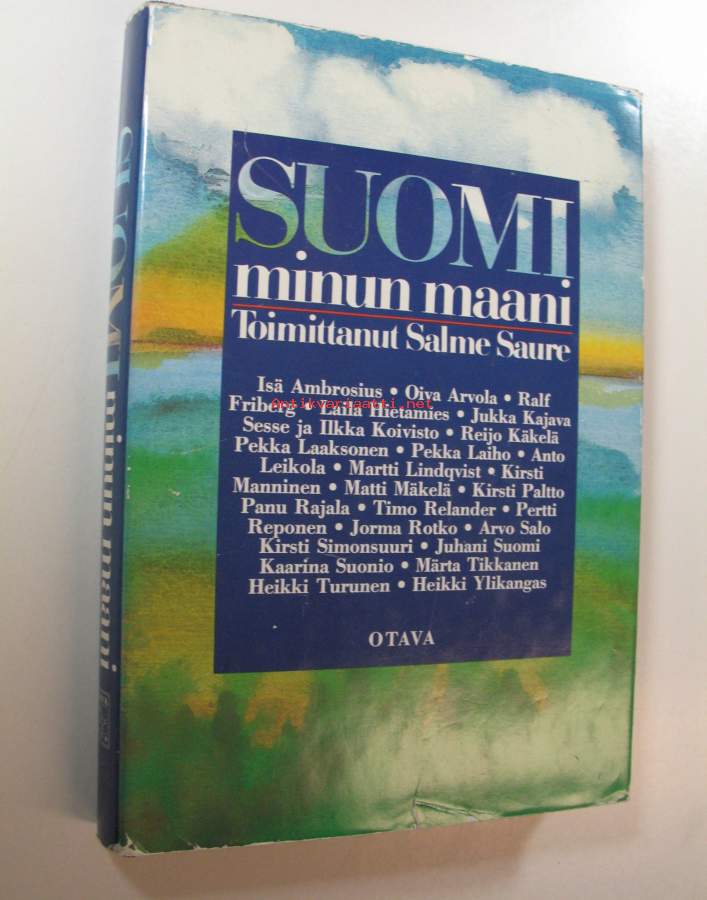 SUOMI
minun maani
Toimittanut Salme Saure
Isä Ambrosius • Oiva Arvola • Ralf
Friberg • Laila Hietamies • Jukka Kajava
antikvariaatti.net
Sesse ja Ilkka Koivisto • Reijo Käkelä
Pekka Laaksonen • Pekka Laiho • Anto
Leikola • Martti Lindqvist • Kirsti
Manninen • Matti Mäkelä • Kirsti Paltto
Panu Rajala • Timo Relander • Pertti
Reponen • Jorma Rotko • Arvo Salo
Kirsti Simonsuuri • Juhani Suomi
Kaarina Suonio • Märta Tikkanen
Heikki Turunen • Heikki Ylikangas
OTAVA
SUOMI minun maani